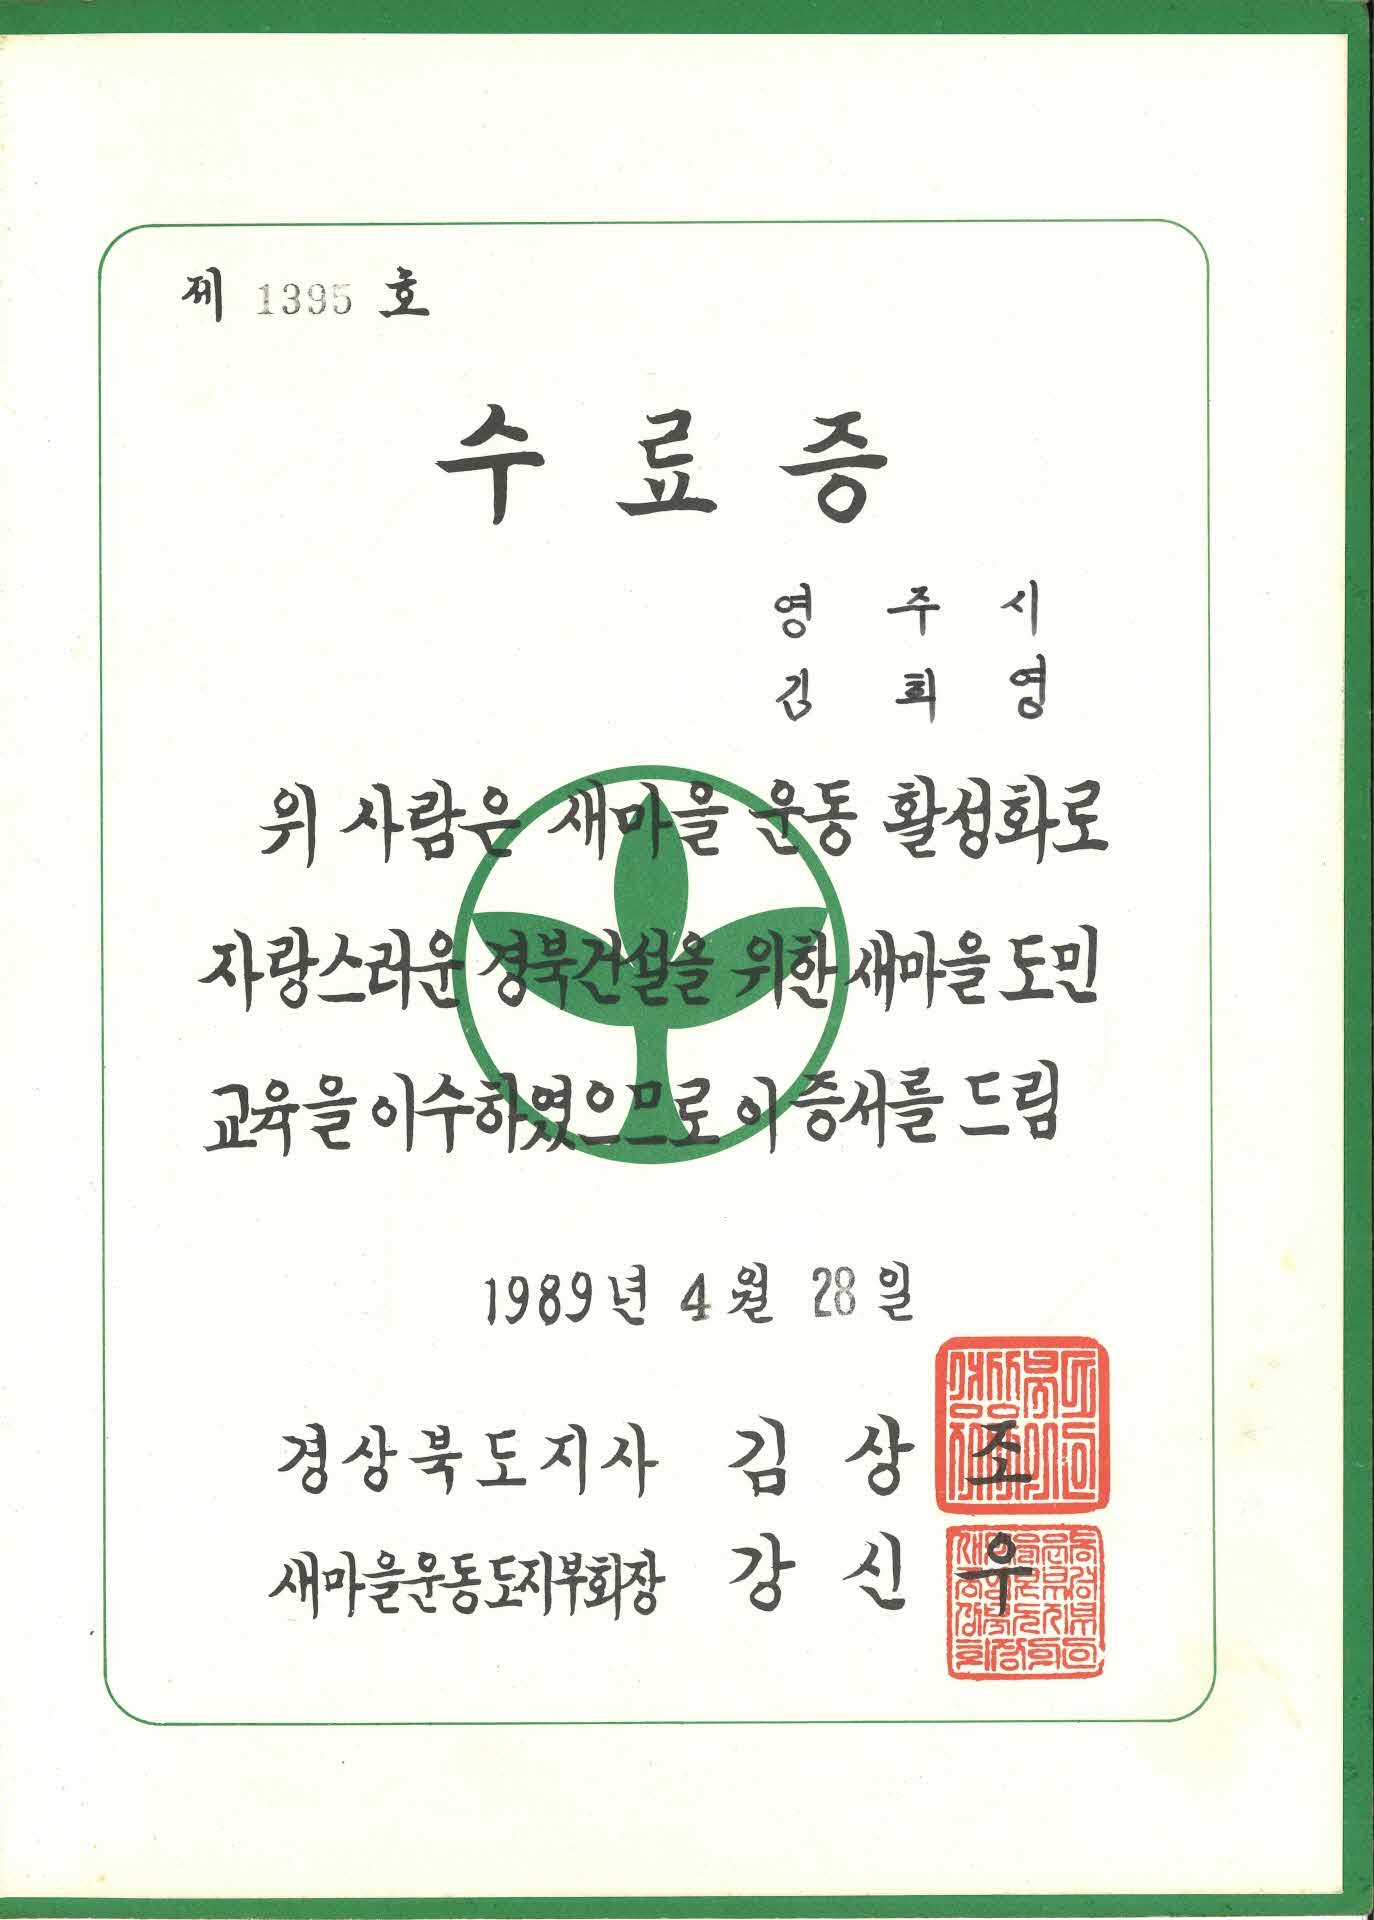 제 1395 호
수료증
영주시
김희영
위 사람은 새마을 운동 활성화로
자랑스러운 경북건설을 위한 새마을 도민
교육을 이수하였으므로 이 증서를 드림
1989년 4월 28일
경상북도지사 김상조
새마을운동도지부회장 강신우